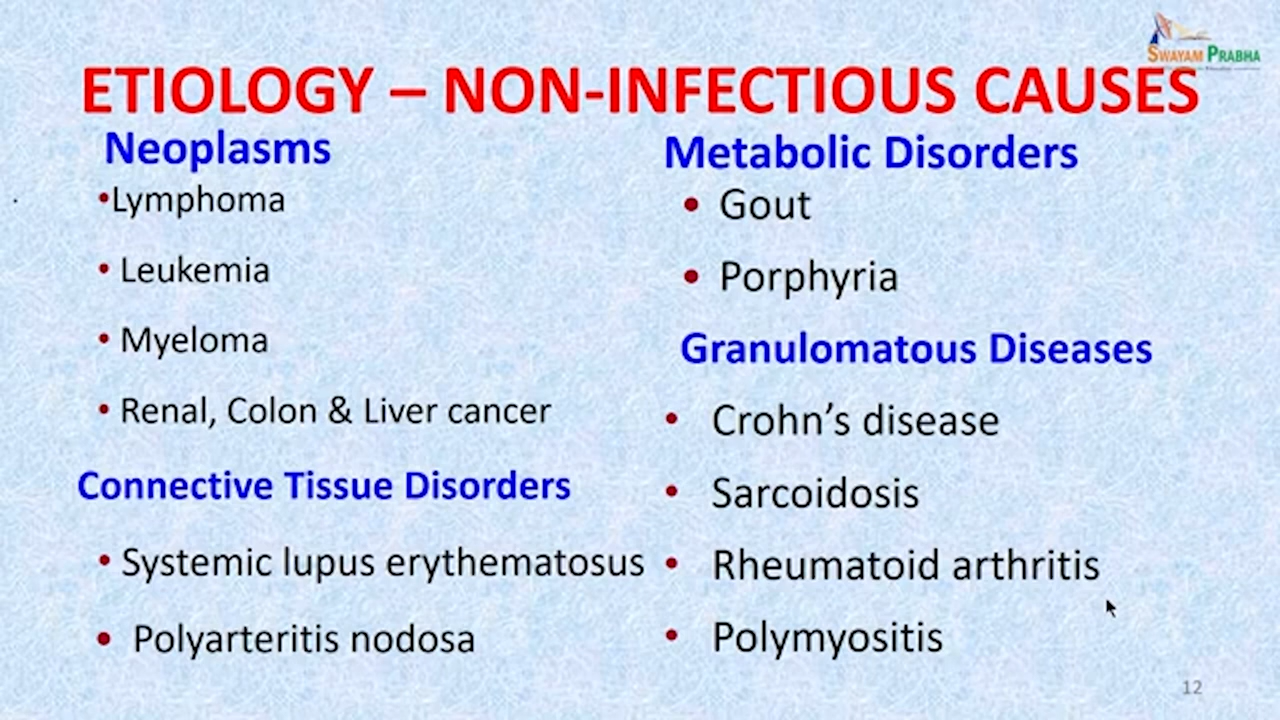 SWAYAM PRABHA
ETIOLOGY – NON-INFECTIOUS CAUSES
Neoplasms
•Lymphoma
• Leukemia
• Myeloma
• Renal, Colon & Liver cancer
Connective Tissue Disorders
• Systemic lupus erythematosus
• Polyarteritis nodosa
Metabolic Disorders
• Gout
• Porphyria
Granulomatous Diseases
• Crohn’s disease
• Sarcoidosis
• Rheumatoid arthritis
• Polymyositis
12